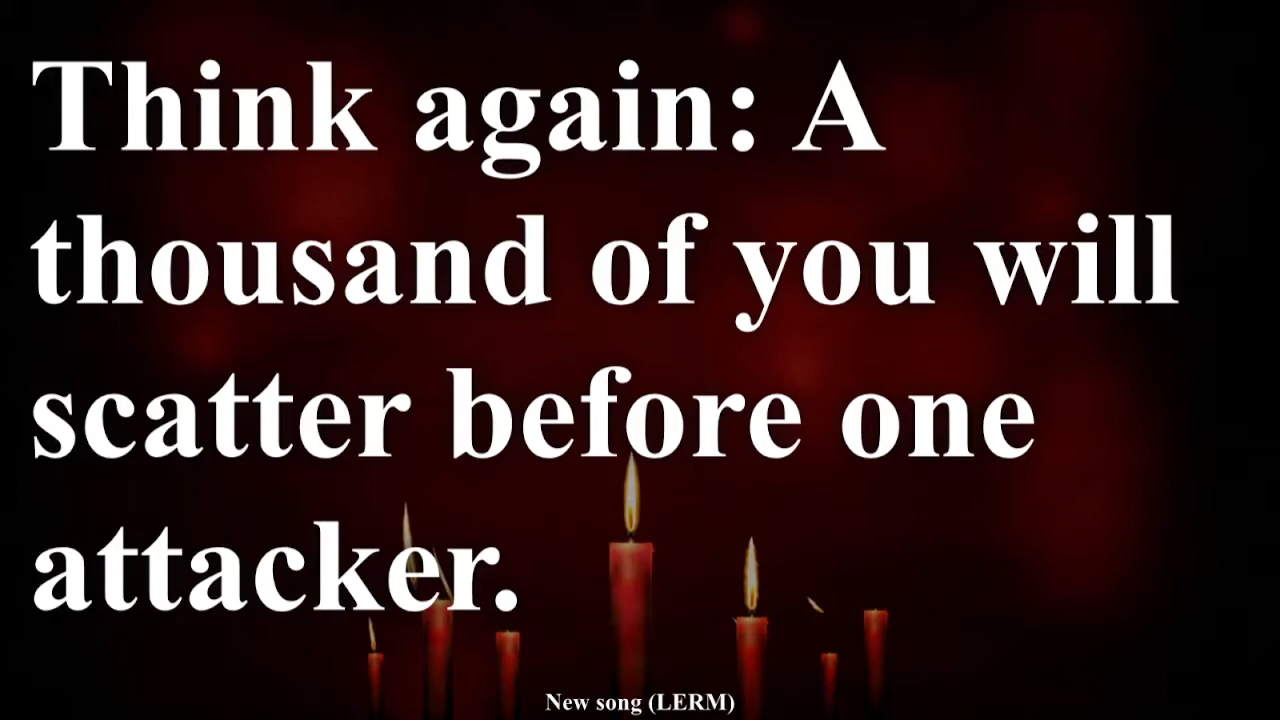 Think again: A
thousand of you will
scatter before one
attacker.
New song (LERM)